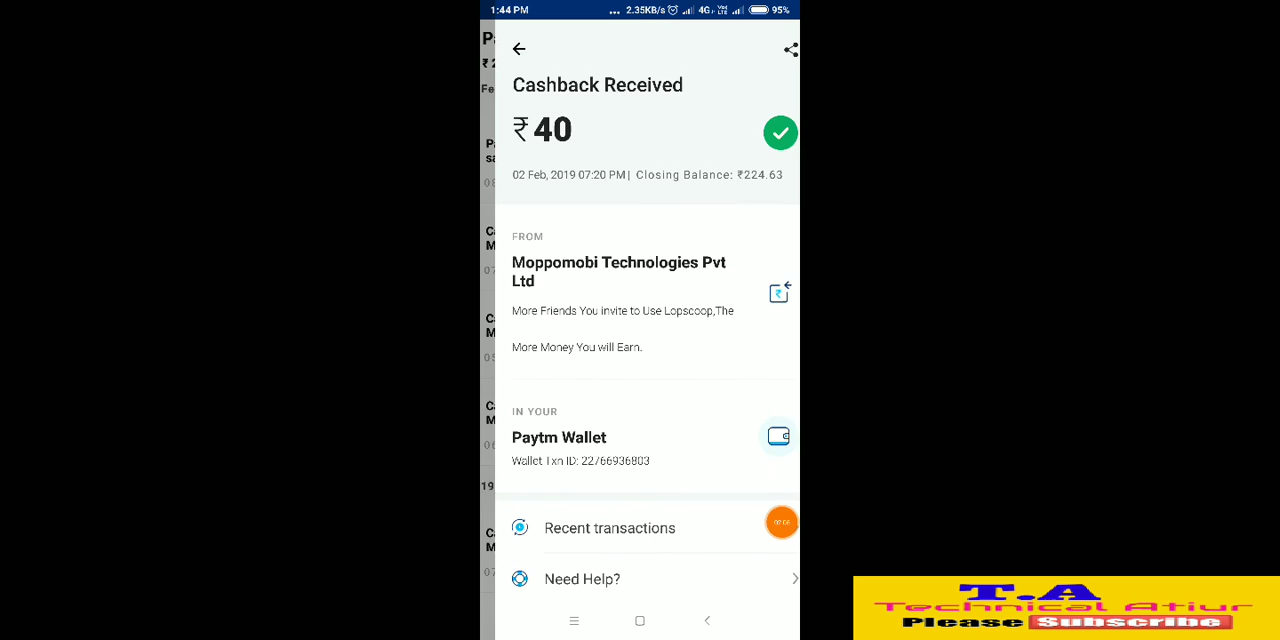 1:44 PM
... 2.35KB/s 4G Vo LTE 95%
Cashback Received
₹40
02 Feb, 2019 07:20 PM | Closing Balance: ₹224.63
FROM
Moppomobi Technologies Pvt
Ltd
More Friends You invite to Use Lopscoop,The
More Money You will Earn.
IN YOUR
Paytm Wallet
Wallet Txn ID: 22766936803
Recent transactions
Need Help?
T.A
Technical Atiur
Please Subscribe